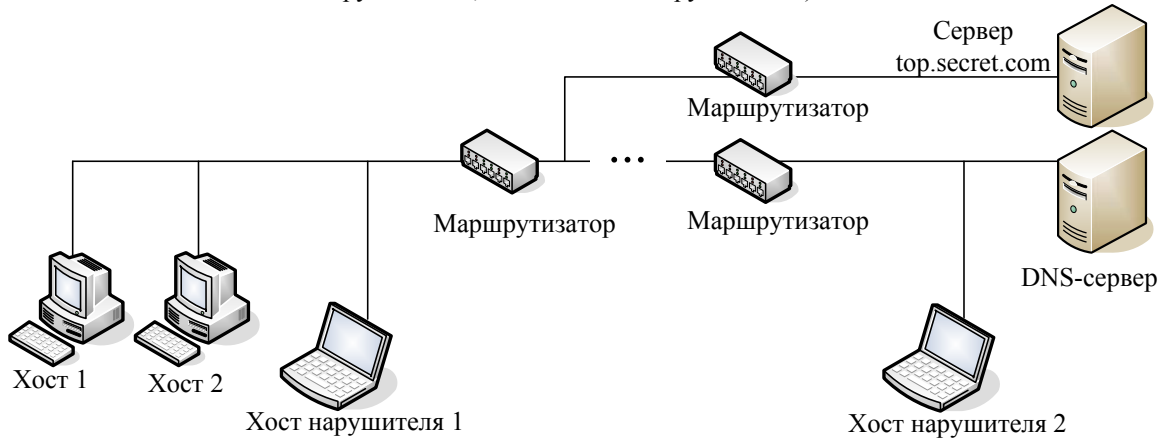 Сервер
top.secret.com
Маршрутизатор
Маршрутизатор
Маршрутизатор
DNS-сервер
Хост 1
Хост 2
Хост нарушителя 1
Хост нарушителя 2